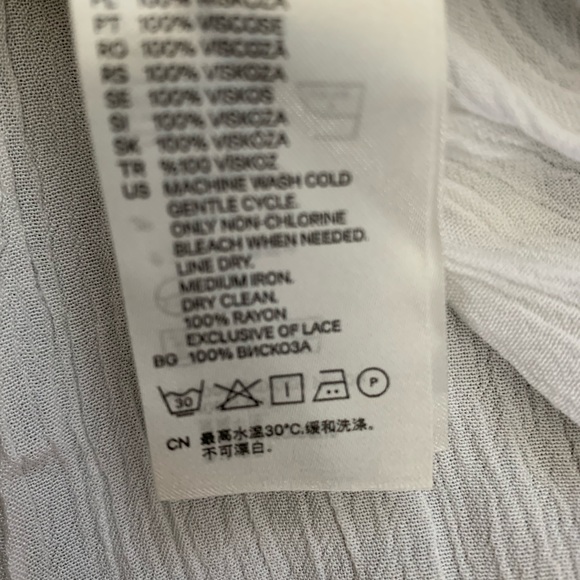 100% WISKOZA
PT 100% VISCOSE
RO 100% VISCOZA
RS 100% VISKOZA
SE 100% VISKOS
SI 100% VISKOZA
SK 100% VISKÓZA
TR %100 VISKOZ
US MACHINE WASH COLD
GENTLE CYCLE.
ONLY NON-CHLORINE
BLEACH WHEN NEEDED.
LINE DRY.
MEDIUM IRON.
DRY CLEAN.
100% RAYON
EXCLUSIVE OF LACE
BG 100% ВИСКОЗА
30 P
CN 最高水温30°C.缓和洗涤。
不可漂白。